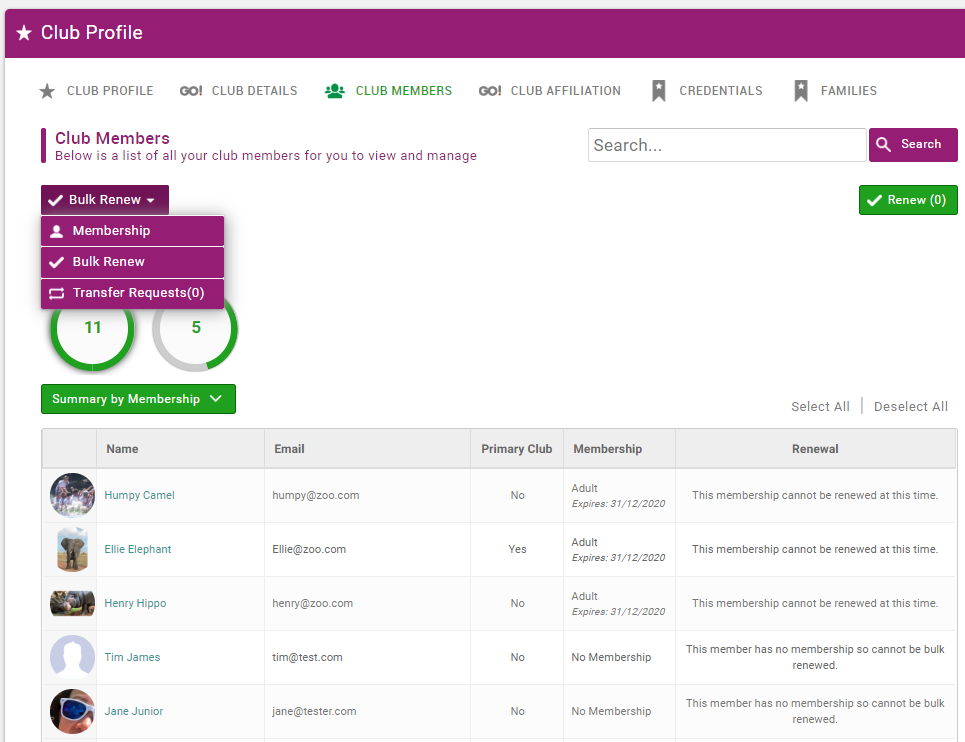 Club Profile
CLUB PROFILE GO! CLUB DETAILS CLUB MEMBERS GO! CLUB AFFILIATION CREDENTIALS FAMILIES
Club Members
Below is a list of all your club members for you to view and manage
Search... Search
Bulk Renew Renew (0)
Membership
Bulk Renew
Transfer Requests(0)
11 5
Summary by Membership
Select All Deselect All
Name Email Primary Club Membership Renewal
Humpy Camel humpy@zoo.com No Adult This membership cannot be renewed at this time.
Expires: 31/12/2020
Ellie Elephant Ellie@zoo.com Yes Adult This membership cannot be renewed at this time.
Expires: 31/12/2020
Henry Hippo henry@zoo.com No Adult This membership cannot be renewed at this time.
Expires: 31/12/2020
Tim James tim@test.com No No Membership This member has no membership so cannot be bulk
renewed.
Jane Junior jane@tester.com No No Membership This member has no membership so cannot be bulk
renewed.